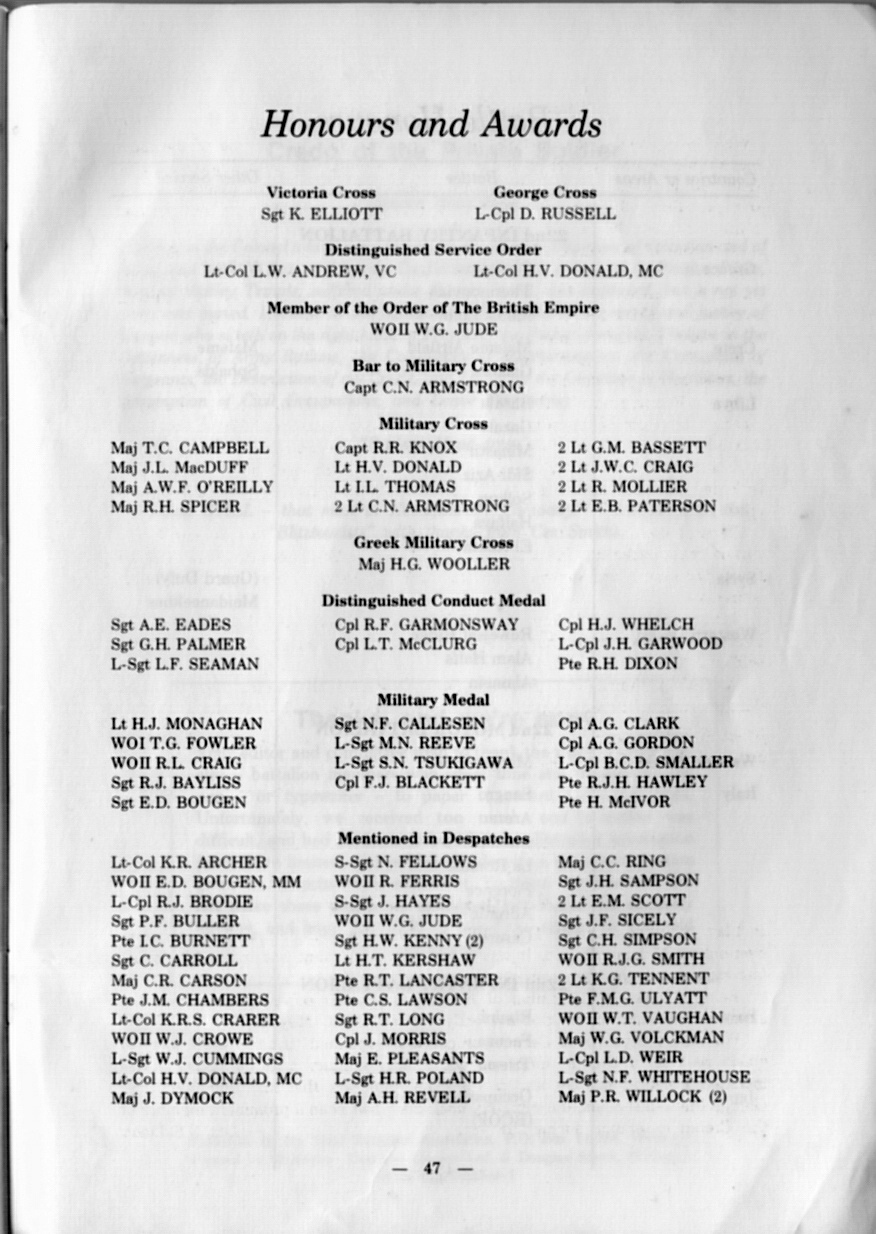 Honours and Awards
Victoria Cross George Cross
Sgt K. ELLIOTT L-Cpl D. RUSSELL
Distinguished Service Order
Lt-Col L.W. ANDREW, VC Lt-Col H.V. DONALD, MC
Member of the Order of The British Empire
WOII W.G. JUDE
Bar to Military Cross
Capt C.N. ARMSTRONG
Military Cross
Maj T.C. CAMPBELL Capt R.R. KNOX 2 Lt G.M. BASSETT
Maj J.L. MacDUFF Lt H.V. DONALD 2 Lt J.W.C. CRAIG
Maj A.W.F. O'REILLY Lt I.L. THOMAS 2 Lt R. MOLLIER
Maj R.H. SPICER 2 Lt C.N. ARMSTRONG 2 Lt E.B. PATERSON
Greek Military Cross
Maj H.G. WOOLLER
Distinguished Conduct Medal
Sgt A.E. EADES Cpl R.F. GARMONSWAY Cpl H.J. WHELCH
Sgt G.H. PALMER Cpl L.T. McCLURG L-Cpl J.H. GARWOOD
L-Sgt L.F. SEAMAN Pte R.H. DIXON
Military Medal
Lt H.J. MONAGHAN Sgt N.F. CALLESEN Cpl A.G. CLARK
WOI T.G. FOWLER L-Sgt M.N. REEVE Cpl A.G. GORDON
WOII R.L. CRAIG L-Sgt S.N. TSUKIGAWA L-Cpl B.C.D. SMALLER
Sgt R.J. BAYLISS Cpl F.J. BLACKETT Pte R.J.H. HAWLEY
Sgt E.D. BOUGEN Pte H. McIVOR
Mentioned in Despatches
Lt-Col K.R. ARCHER S-Sgt N. FELLOWS Maj C.C. RING
WOII E.D. BOUGEN, MM WOII R. FERRIS Sgt J.H. SAMPSON
L-Cpl R.J. BRODIE S-Sgt J. HAYES 2 Lt E.M. SCOTT
Sgt P.F. BULLER WOII W.G. JUDE Sgt J.F. SICELY
Pte I.C. BURNETT Sgt H.W. KENNY (2) Sgt C.H. SIMPSON
Sgt C. CARROLL Lt H.T. KERSHAW WOII R.J.G. SMITH
Maj C.R. CARSON Pte R.T. LANCASTER 2 Lt K.G. TENNENT
Pte J.M. CHAMBERS Pte C.S. LAWSON Pte F.M.G. ULYATT
Lt-Col K.R.S. CRARER Sgt R.T. LONG WOII W.T. VAUGHAN
WOII W.J. CROWE Cpl J. MORRIS Maj W.G. VOLCKMAN
L-Sgt W.J. CUMMINGS Maj E. PLEASANTS L-Cpl L.D. WEIR
Lt-Col H.V. DONALD, MC L-Sgt H.R. POLAND L-Sgt N.F. WHITEHOUSE
Maj J. DYMOCK Maj A.H. REVELL Maj P.R. WILLOCK (2)
— 47 —